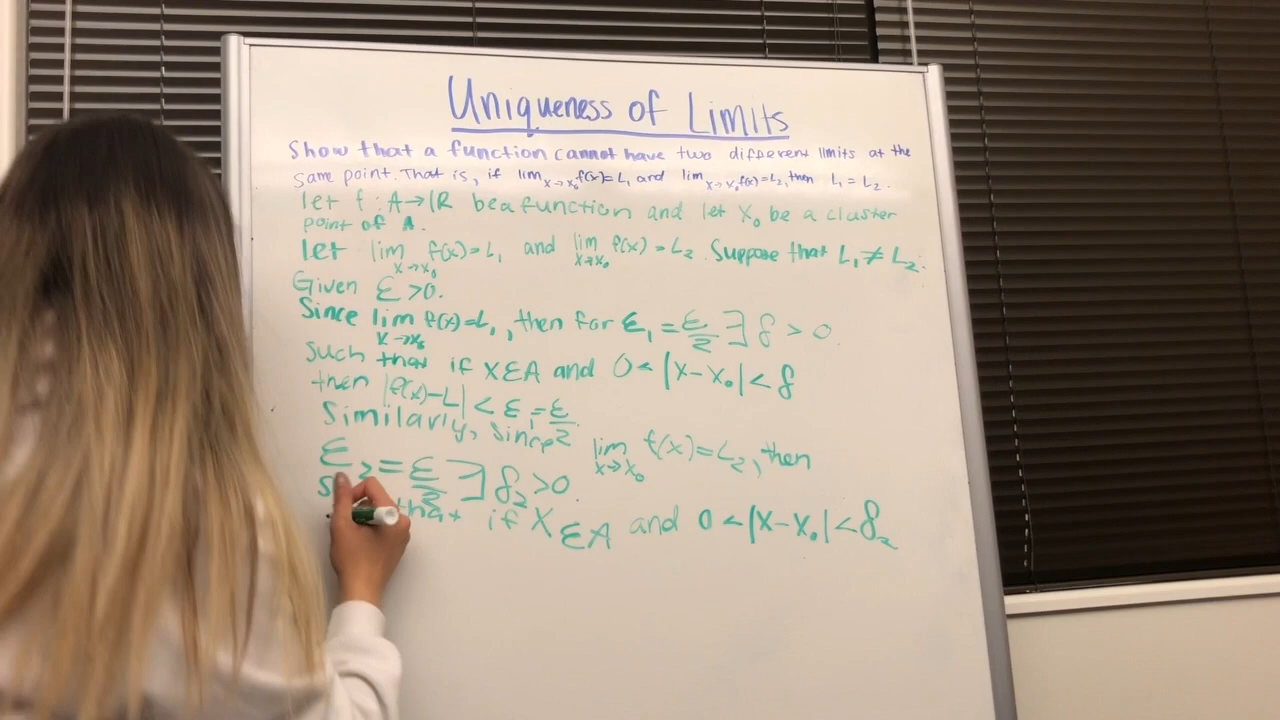 Uniqueness of Limits
Show that a function cannot have two different limits at the
same point. That is, if lim x→x₀ f(x)=L₁ and lim x→x₀ f(x)=L₂, then L₁ = L₂.
let f: A→ℝ be a function and let x₀ be a cluster
point of A.
let lim x→x₀ f(x)=L₁ and lim x→x₀ f(x)=L₂. Suppose that L₁ ≠ L₂.
Given ε>0.
Since lim x→x₀ f(x)=L₁, then for ε₁ = ε/2 ∃ δ > 0
such that if x∈A and 0<|x-x₀|<δ
then |f(x)-L|<ε₁=ε/2
Similarly, since lim x→x₀ f(x)=L₂, then
ε₂=ε/2 ∃ δ₂>0
that if x∈A and 0<|x-x₀|<δ₂